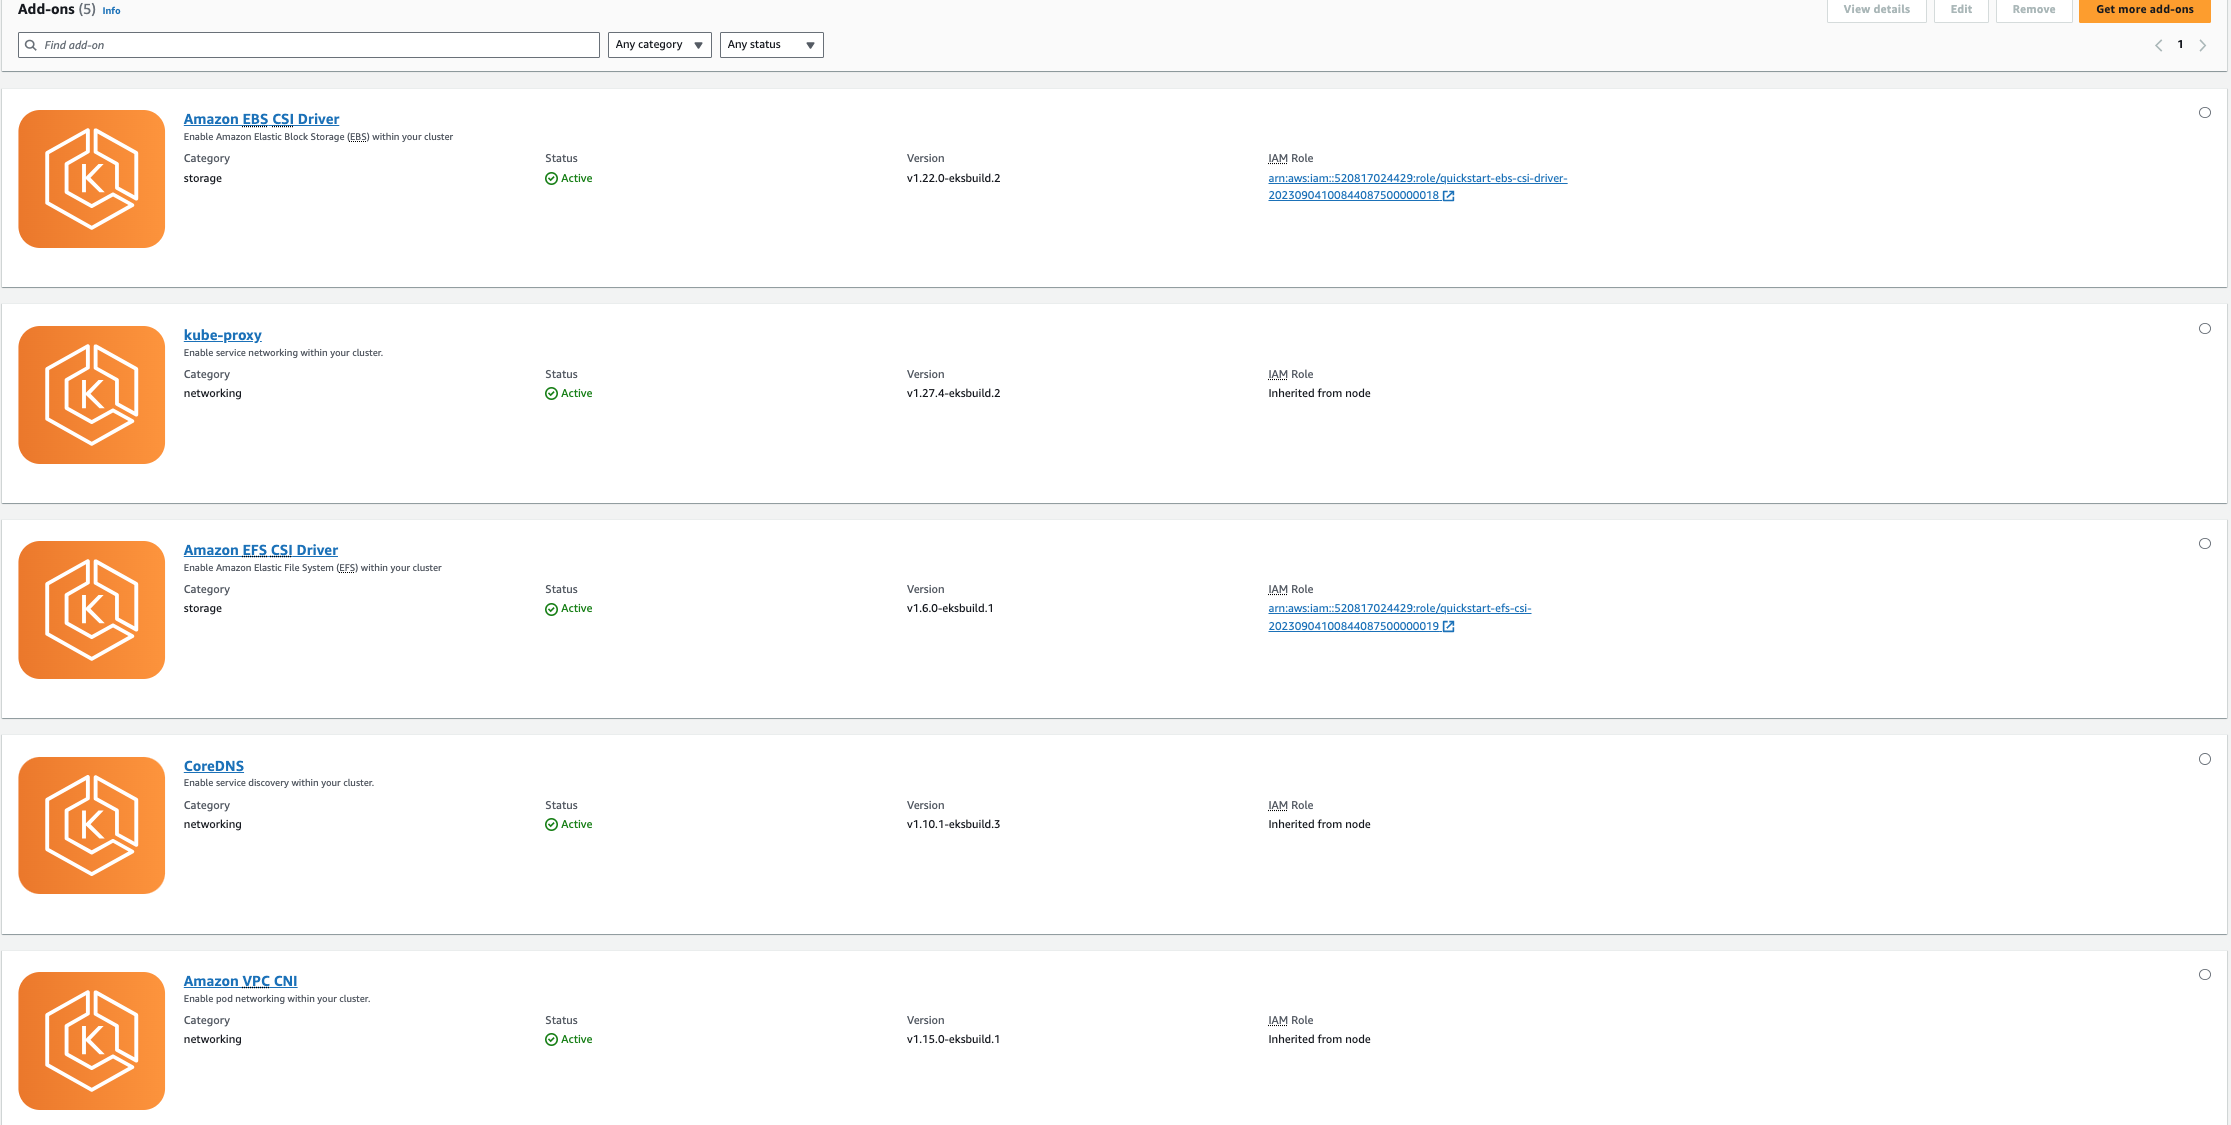 Add-ons (5) Info
View details
Edit
Remove
Get more add-ons
Find add-on
Any category
Any status
1
Amazon EBS CSI Driver
Enable Amazon Elastic Block Storage (EBS) within your cluster
Category
Status
Version
IAM Role
storage
Active
v1.22.0-eksbuild.2
arn:aws:iam::520817024429:role/quickstart-ebs-csi-driver-
20230904100844087500000018
K
kube-proxy
Enable service networking within your cluster.
Category
Status
Version
IAM Role
networking
Active
v1.27.4-eksbuild.2
Inherited from node
K
Amazon EFS CSI Driver
Enable Amazon Elastic File System (EFS) within your cluster
Category
Status
Version
IAM Role
storage
Active
v1.6.0-eksbuild.1
arn:aws:iam::520817024429:role/quickstart-efs-csi-
20230904100844087500000019
K
CoreDNS
Enable service discovery within your cluster.
Category
Status
Version
IAM Role
networking
Active
v1.10.1-eksbuild.3
Inherited from node
K
Amazon VPC CNI
Enable pod networking within your cluster.
Category
Status
Version
IAM Role
networking
Active
v1.15.0-eksbuild.1
Inherited from node
K